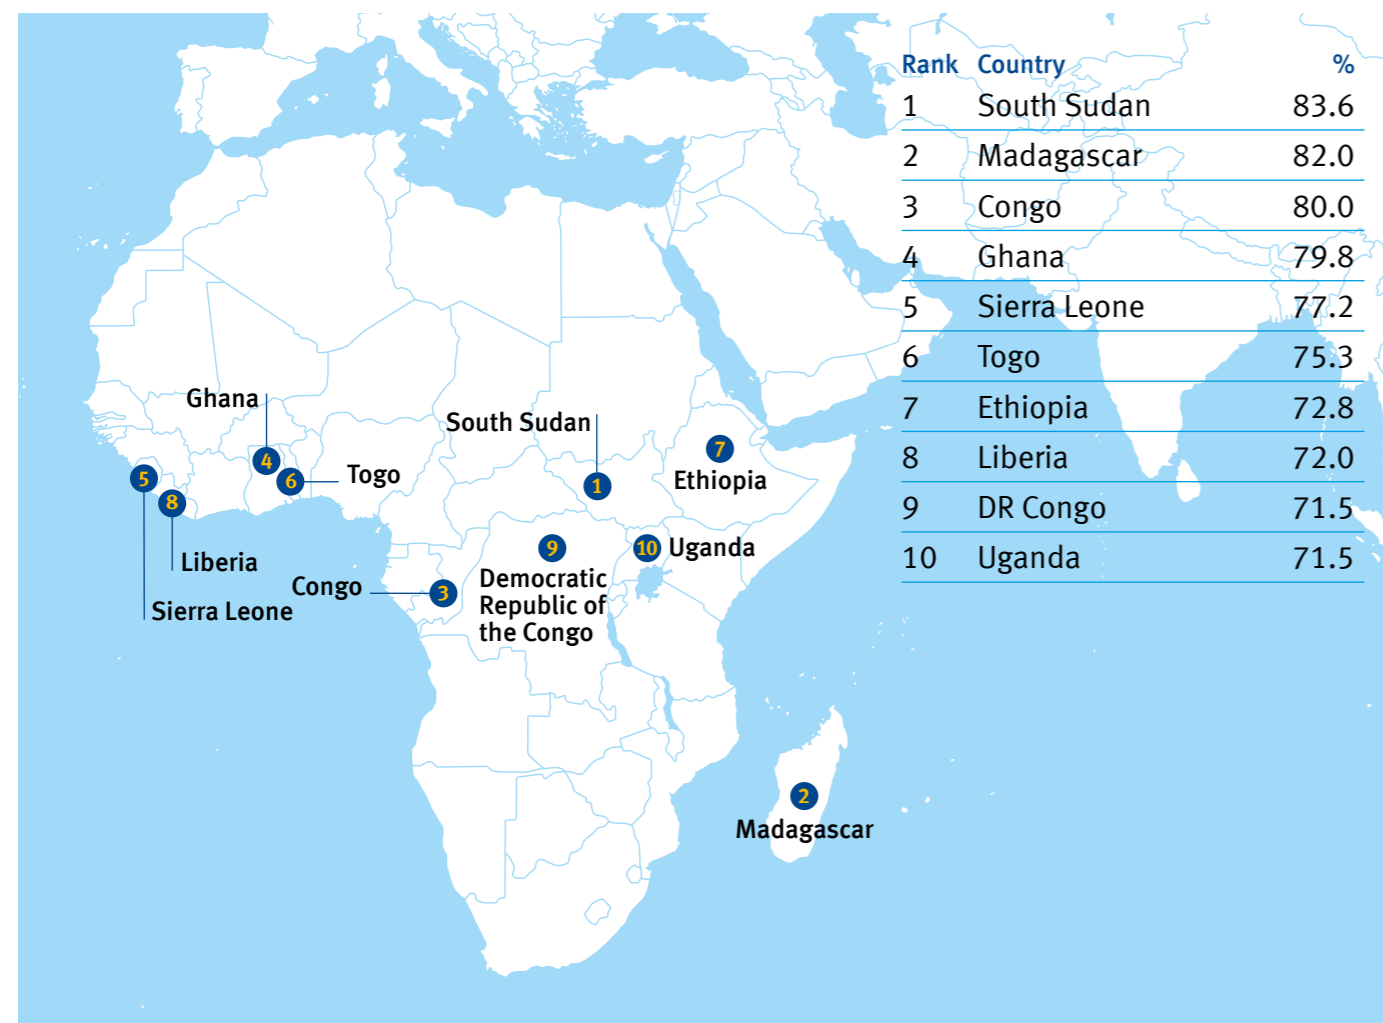 Rank Country %
1 South Sudan 83.6
2 Madagascar 82.0
3 Congo 80.0
4 Ghana 79.8
5 Sierra Leone 77.2
6 Togo 75.3
7 Ethiopia 72.8
8 Liberia 72.0
9 DR Congo 71.5
10 Uganda 71.5
Ghana
South Sudan
4
7
5
6
Togo
1
Ethiopia
8
9
10 Uganda
Liberia
Congo
3
Democratic
Republic of
the Congo
Sierra Leone
2
Madagascar